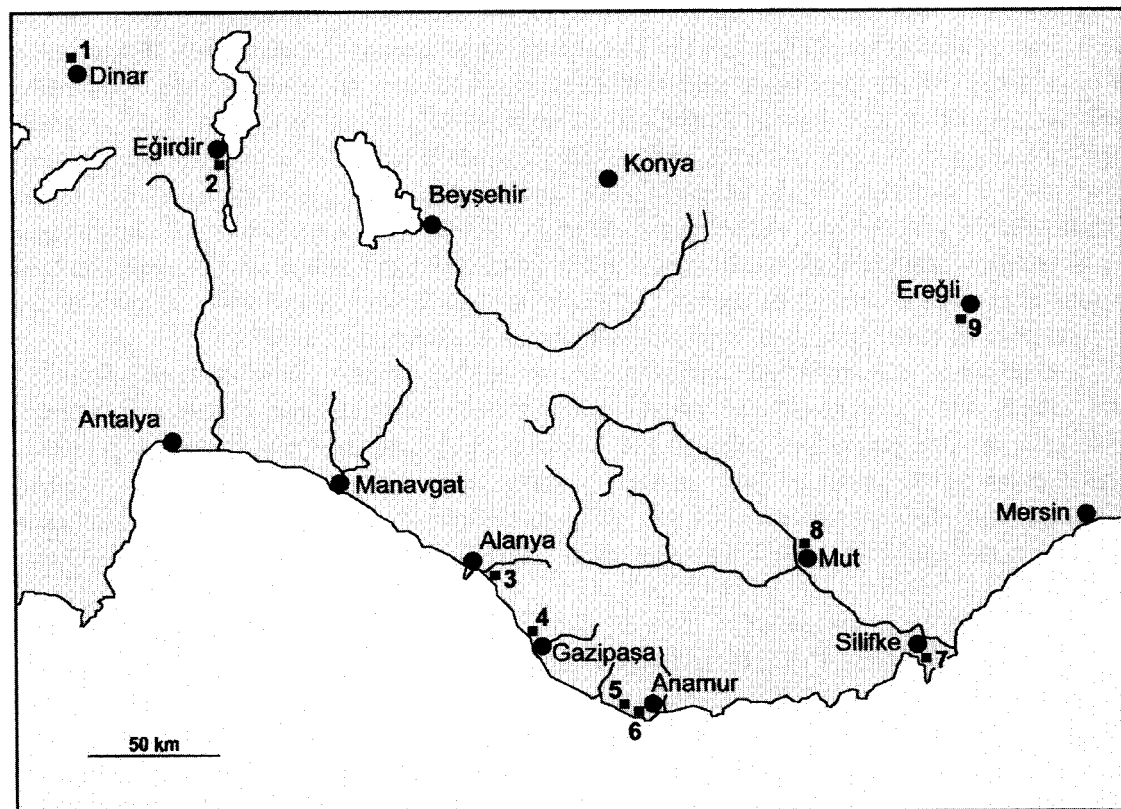 1
Dinar
Eğirdir
2
Konya
Beyşehir
Ereğli
9
Antalya
Manavgat
Mersin
Alanya
8
Mut
3
4
Gazipaşa
Silifke
7
5
Anamur
6
50 km